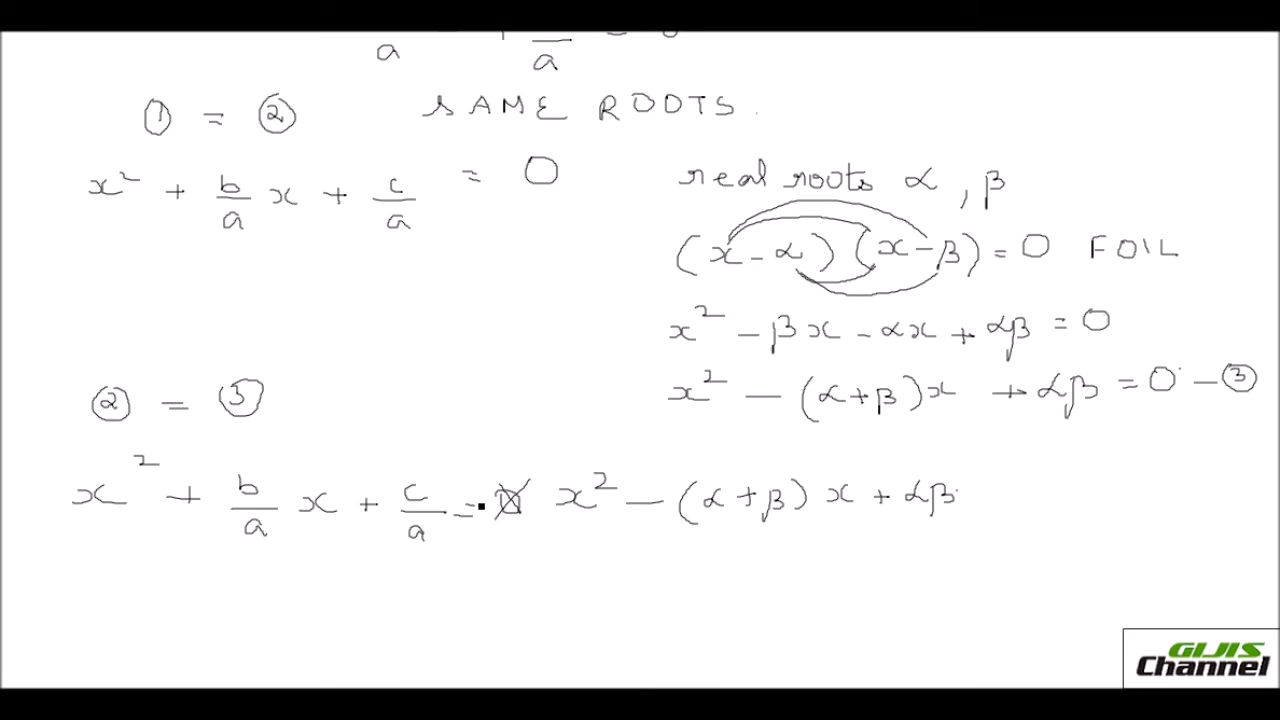 a a
① = ② SAME ROOTS.
x² + b/a x + c/a = 0
real roots α, β
(x - α)(x - β) = 0 FOIL
x² - βx - αx + αβ = 0
x² - (α+β)x + αβ = 0 - ③
② = ③
x² + b/a x + c/a = x² - (α+β)x + αβ
GIJIS
Channel